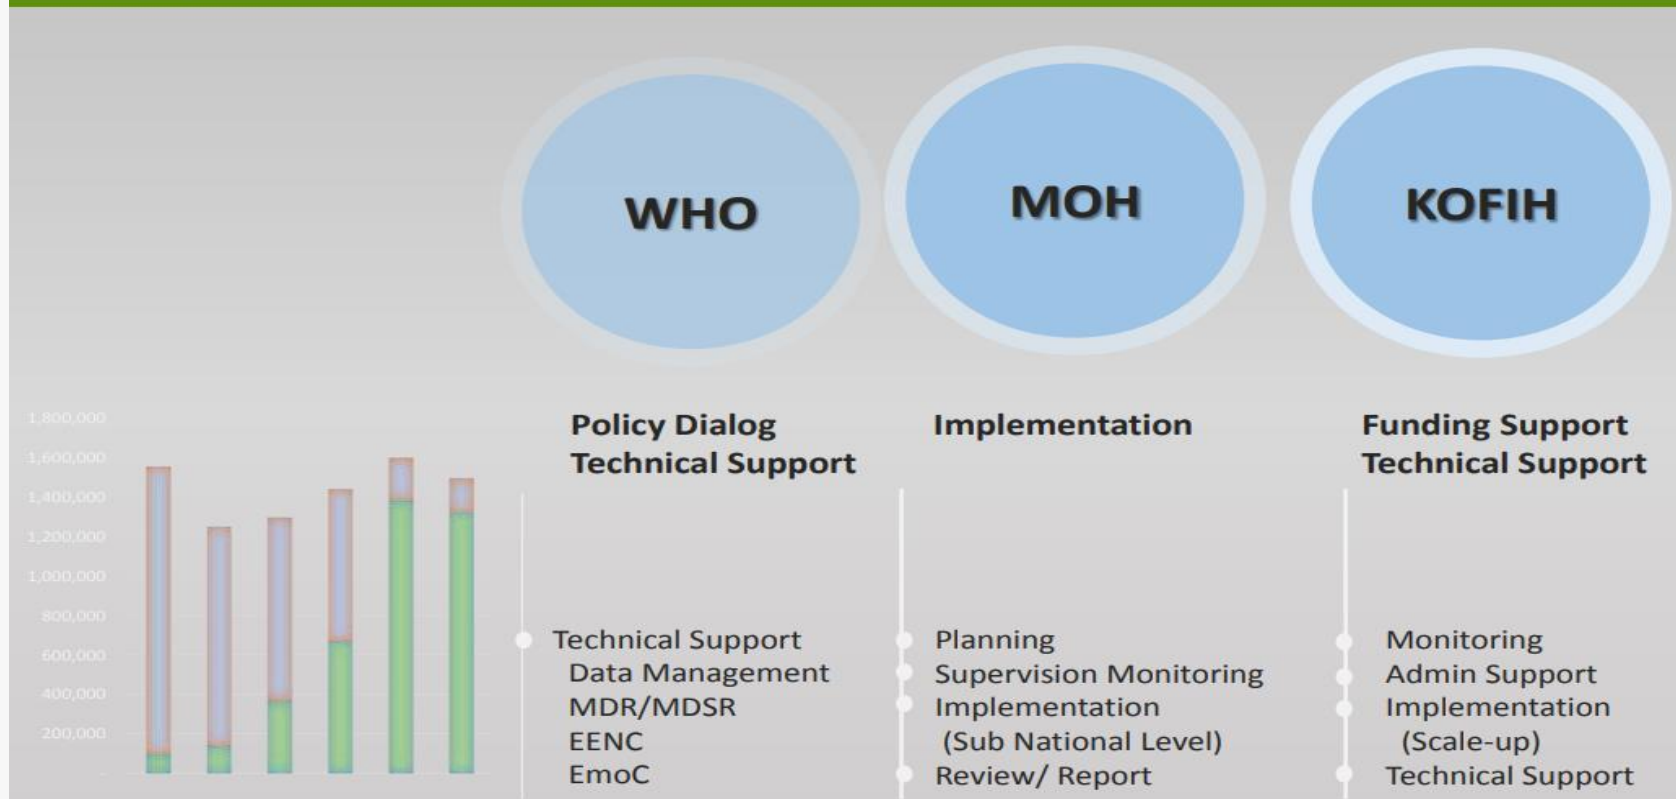 WHO
MOH
KOFIH
Policy Dialog
Technical Support
Implementation
Funding Support
Technical Support
1,800,000
1,600,000
1,400,000
1,200,000
1,000,000
800,000
600,000
400,000
200,000
-
Technical Support
Data Management
MDR/MDSR
EENC
EmoC
Planning
Supervision Monitoring
Implementation
(Sub National Level)
Review/ Report
Monitoring
Admin Support
Implementation
(Scale-up)
Technical Support